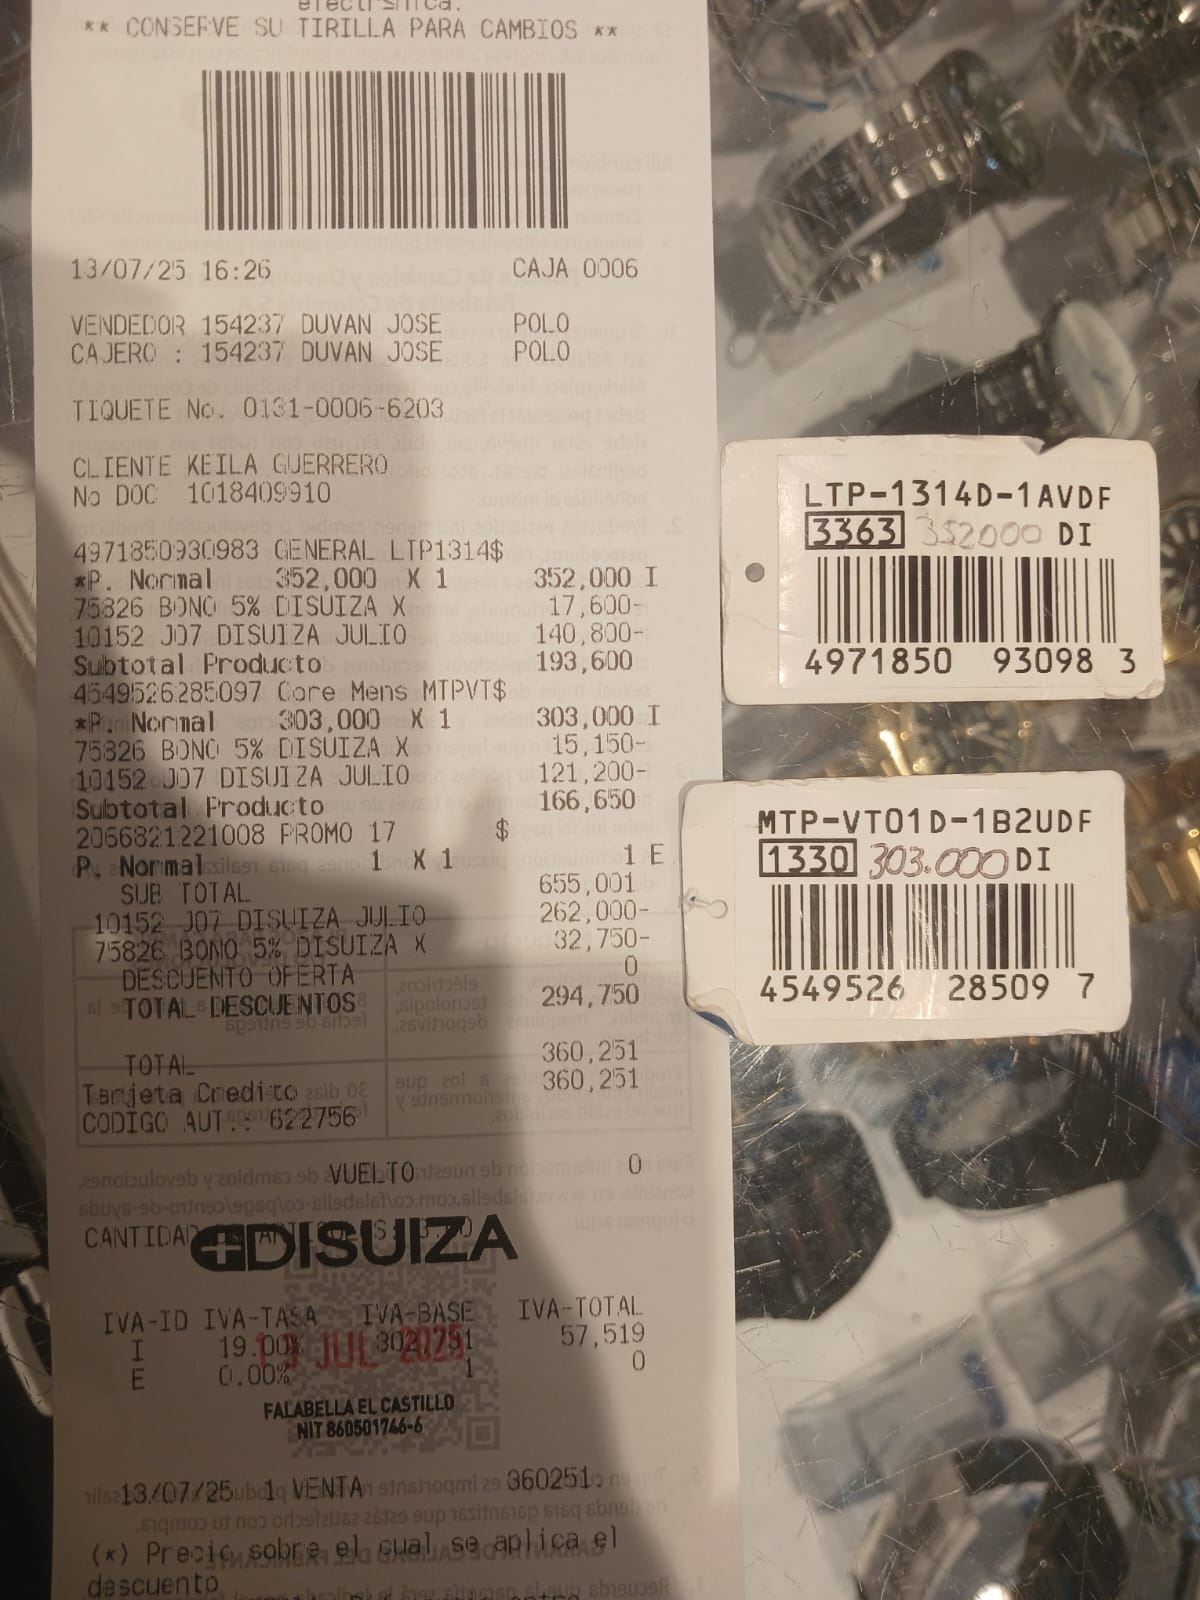 ** CONSERVE SU TIRILLA PARA CAMBIOS **
13/07/25 16:26 CAJA 0006
VENDEDOR 154237 DUVAN JOSE POLO
CAJERO : 154237 DUVAN JOSE POLO
TIQUETE No. 0131-0006-6203
CLIENTE KEILA GUERRERO
No DOC 1018409910
4971850930983 GENERAL LTP1314$
*P. Normal 352,000 X 1 352,000 I
75826 BONO 5% DISUIZA X 17,600-
10152 J07 DISUIZA JULIO 140,800-
Subtotal Producto 193,600
4549526285097 Core Mens MTPVT$
*P. Normal 303,000 X 1 303,000 I
75826 BONO 5% DISUIZA X 15,150-
10152 J07 DISUIZA JULIO 121,200-
Subtotal Producto 166,650
2066821221008 PROMO 17 $
P. Normal 1 X 1 1 E
SUB TOTAL 655,001
10152 J07 DISUIZA JULIO 262,000-
75826 BONO 5% DISUIZA X 32,750-
DESCUENTO OFERTA 0
TOTAL DESCUENTOS 294,750
TOTAL 360,251
Tarjeta Credito 360,251
CODIGO AUT.: 622756
VUELTO 0
CANTIDAD
DISUIZA
IVA-ID IVA-TASA IVA-BASE IVA-TOTAL
I 19.00% 302,731 57,519
E 0.00% 1 0
JUL 2025
FALABELLA EL CASTILLO
NIT 860501746-6
13/07/25 1 VENTA 360251.
(*) Precio sobre el cual se aplica el
descuento
LTP-1314D-1AVDF
3363 352000 DI
4971850 93098 3
MTP-VT01D-1B2UDF
1330 303.000 DI
4549526 28509 7